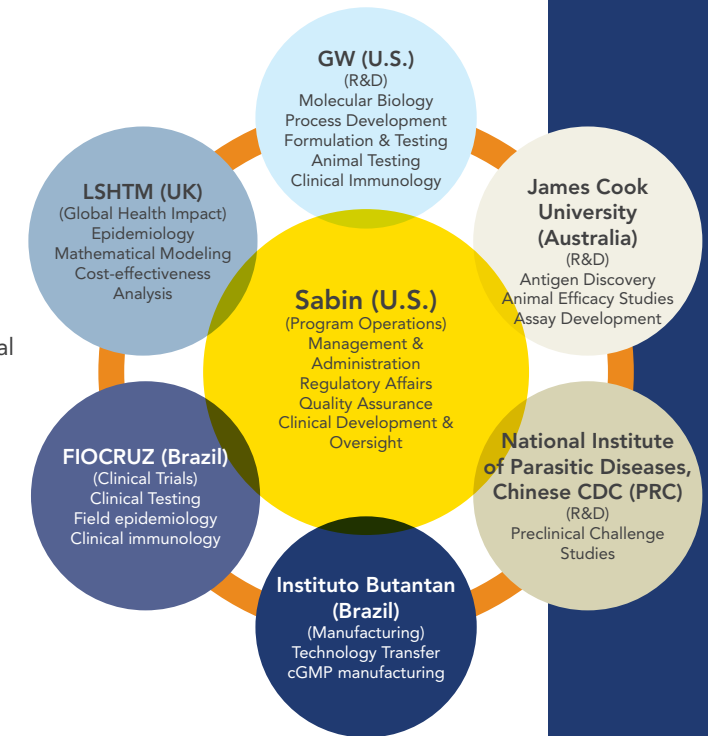 GW (U.S.)
(R&D)
Molecular Biology
Process Development
Formulation & Testing
Animal Testing
Clinical Immunology
LSHTM (UK)
(Global Health Impact)
Epidemiology
Mathematical Modeling
Cost-effectiveness
Analysis
James Cook
University
(Australia)
(R&D)
Antigen Discovery
Animal Efficacy Studies
Assay Development
Sabin (U.S.)
(Program Operations)
Management &
Administration
Regulatory Affairs
Quality Assurance
Clinical Development &
Oversight
al
FIOCRUZ (Brazil)
(Clinical Trials)
Clinical Testing
Field epidemiology
Clinical immunology
National Institute
of Parasitic Diseases,
Chinese CDC (PRC)
(R&D)
Preclinical Challenge
Studies
Instituto Butantan
(Brazil)
(Manufacturing)
Technology Transfer
cGMP manufacturing